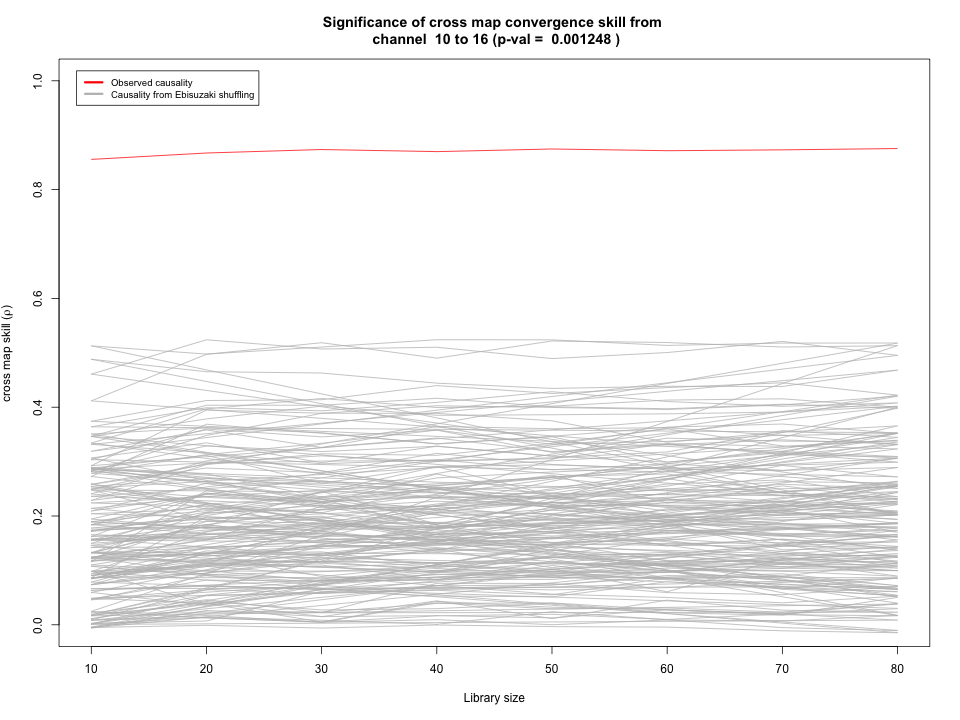 Significance of cross map convergence skill from
channel  10 to 16 (p-val =  0.001248 )
Observed causality
Causality from Ebisuzaki shuffling
cross map skill (ρ)
1.0
0.8
0.6
0.4
0.2
0.0
10 20 30 40 50 60 70 80
Library size